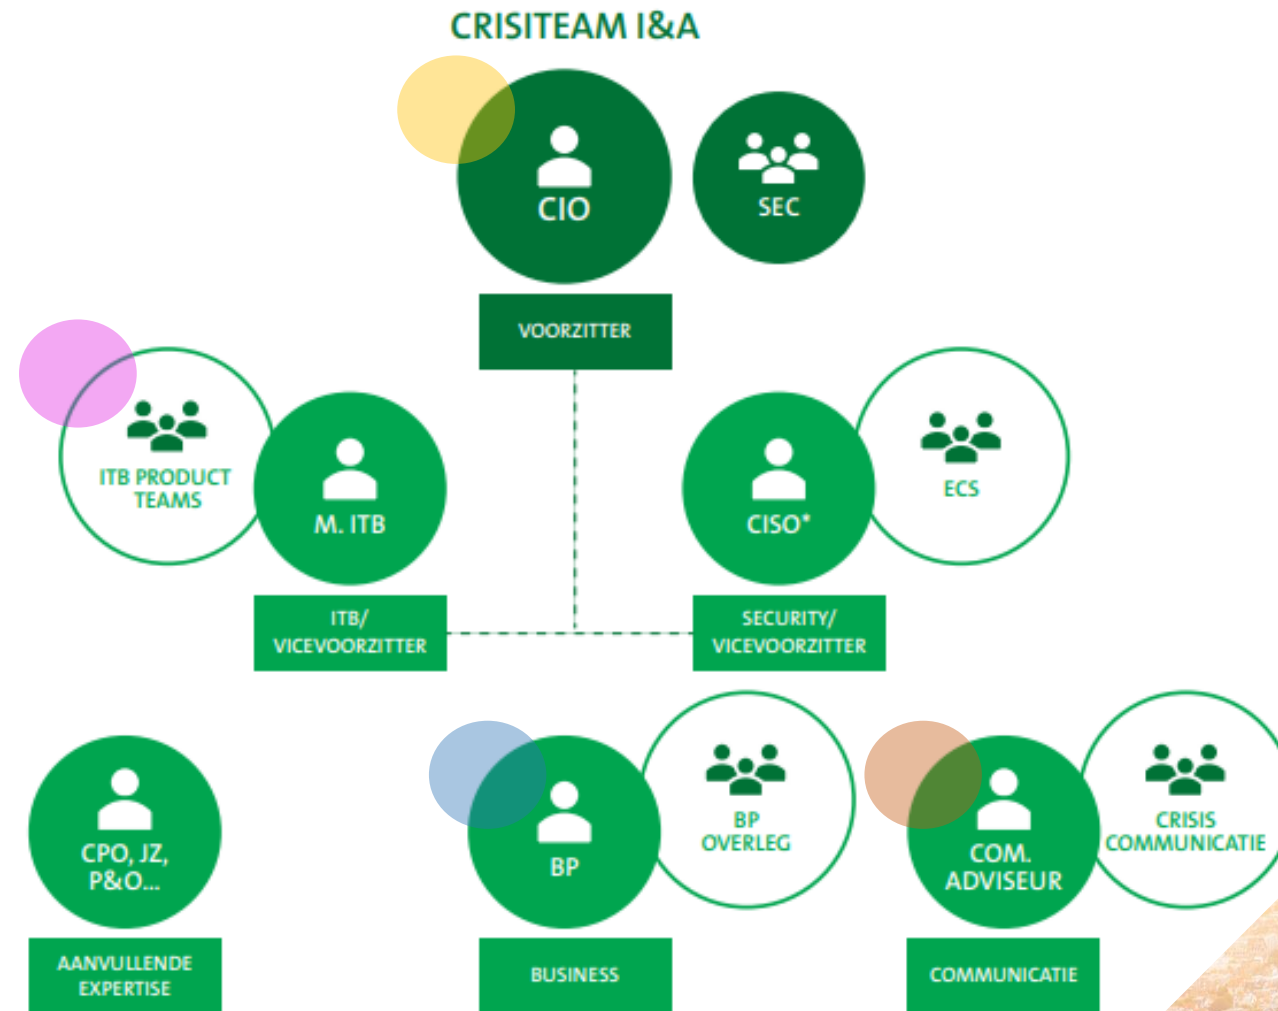 CRISITEAM I&A
CIO
SEC
VOORZITTER
ITB PRODUCT
TEAMS
M. ITB
CISO*
ECS
ITB/
VICEVOORZITTER
SECURITY/
VICEVOORZITTER
CPO, JZ,
P&O...
BP
BP
OVERLEG
COM.
ADVISEUR
CRISIS
COMMUNICATIE
AANVULLENDE
EXPERTISE
BUSINESS
COMMUNICATIE